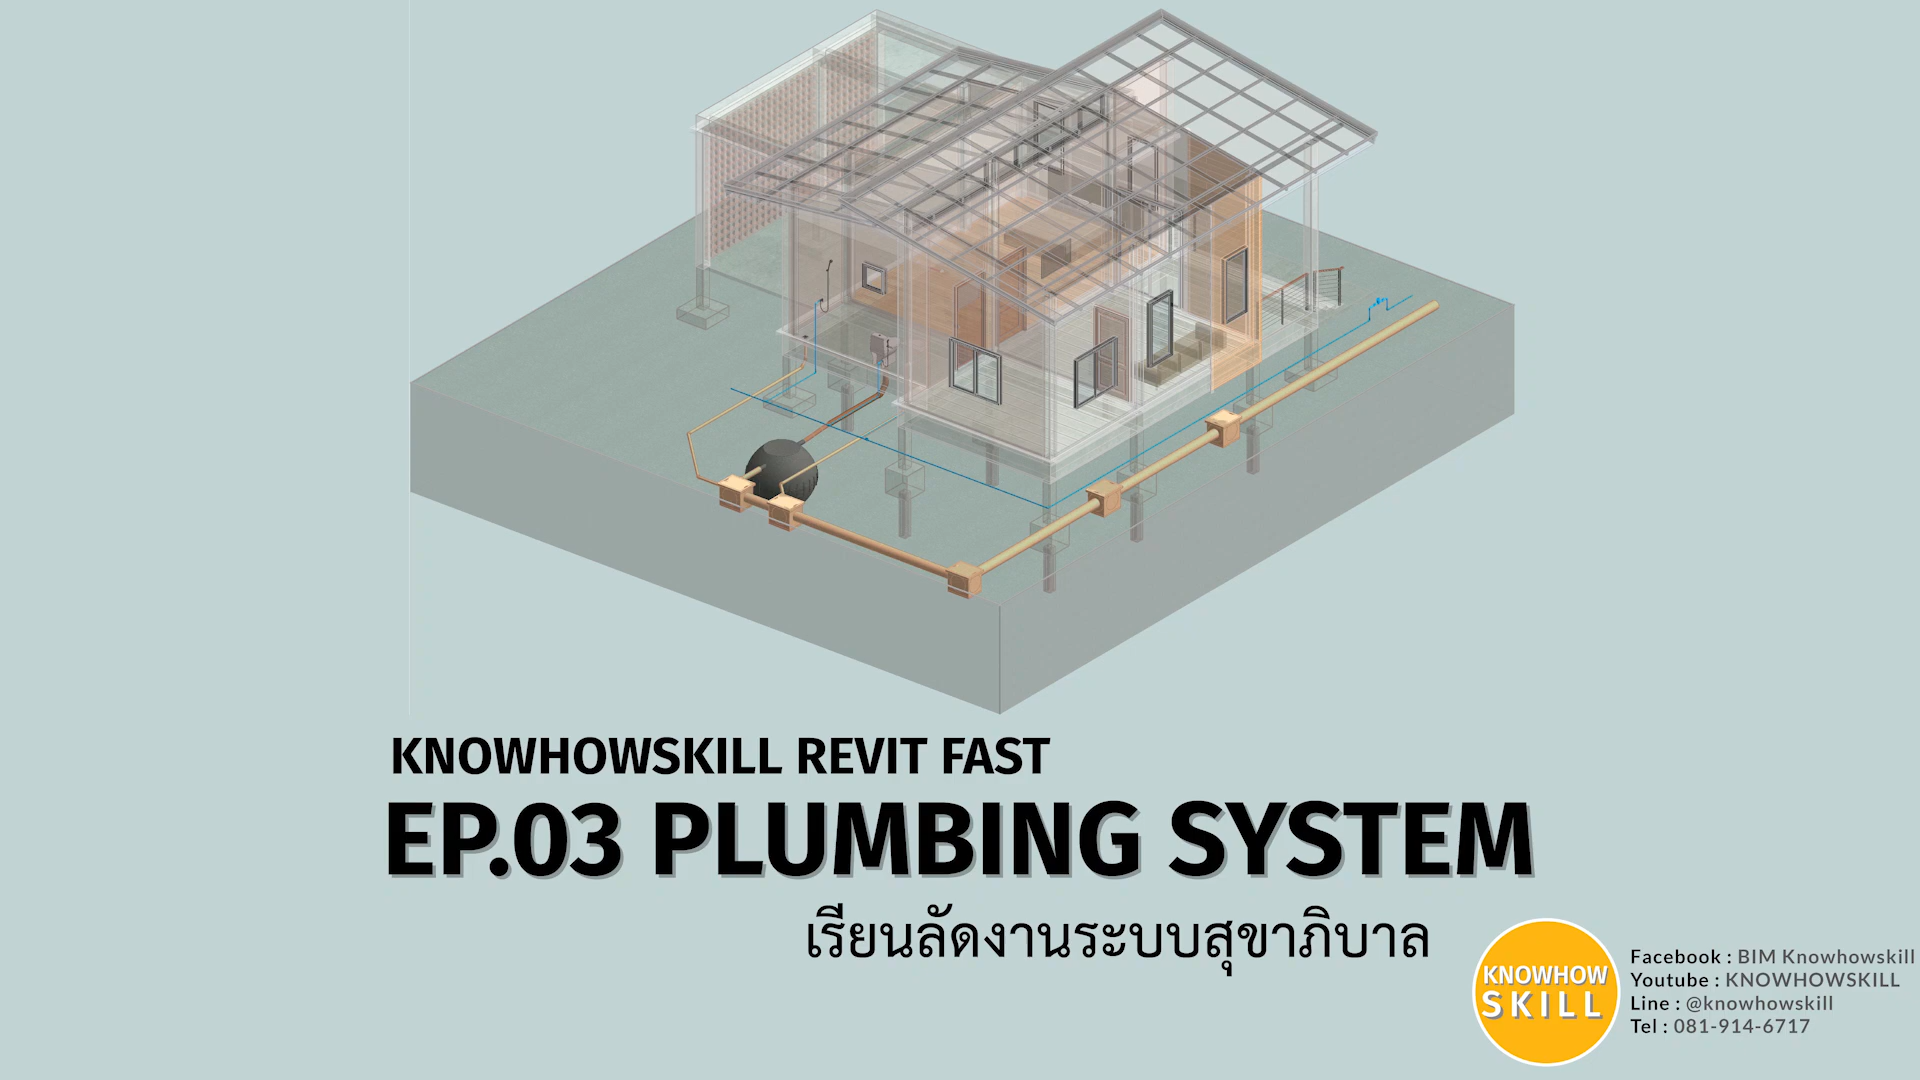 KNOWHOWSKILL REVIT FAST
EP.03 PLUMBING SYSTEM
เรียนลัดงานระบบสุขาภิบาล
KNOWHOW
SKILL
Facebook : BIM Knowhowskill
Youtube : KNOWHOWSKILL
Line : @knowhowskill
Tel : 081-914-6717